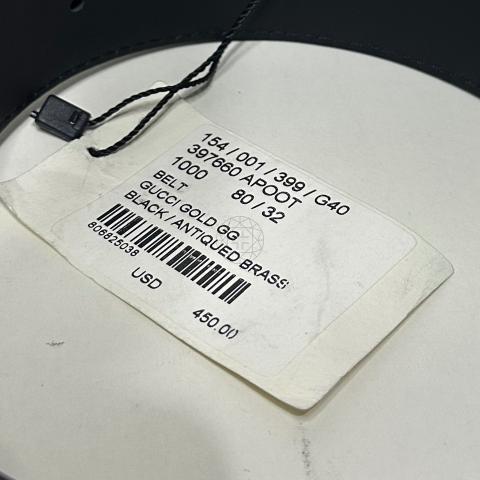 154 / 001 / 399 / G40
397660 AP00T
1000 80 / 32
BELT
GUCCI GOLD GG
BLACK / ANTIQUED BRASS
806825038
USD 450.00